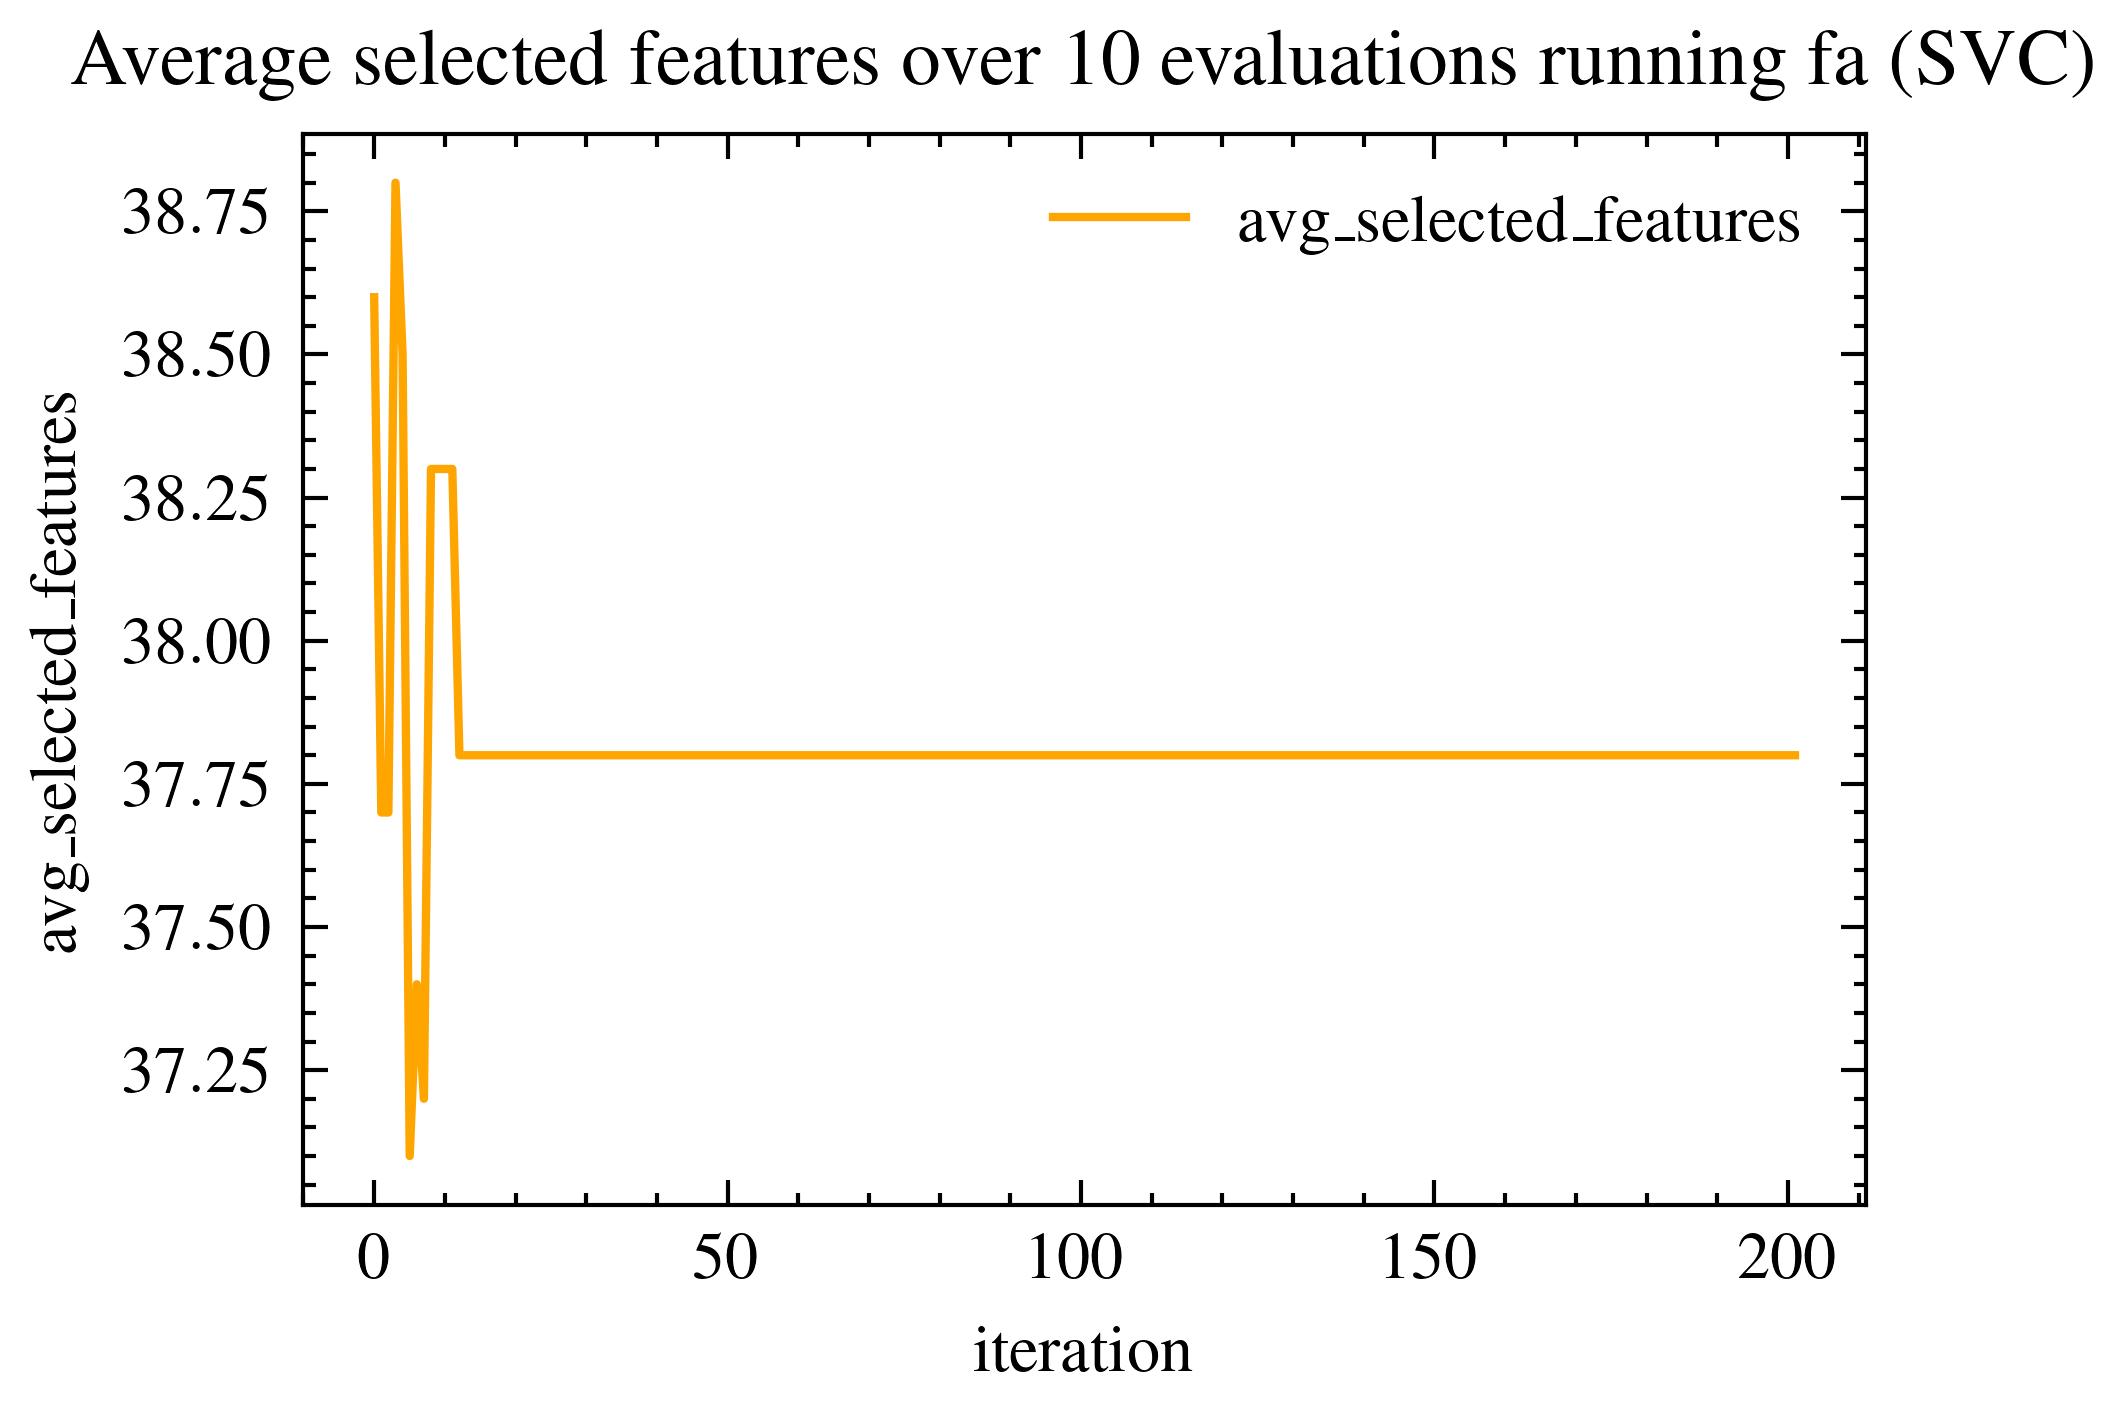 Average selected features over 10 evaluations running fa (SVC)
avg_selected_features
38.75
38.50
38.25
38.00
37.75
37.50
37.25
avg_selected_features
0 50 100 150 200
iteration